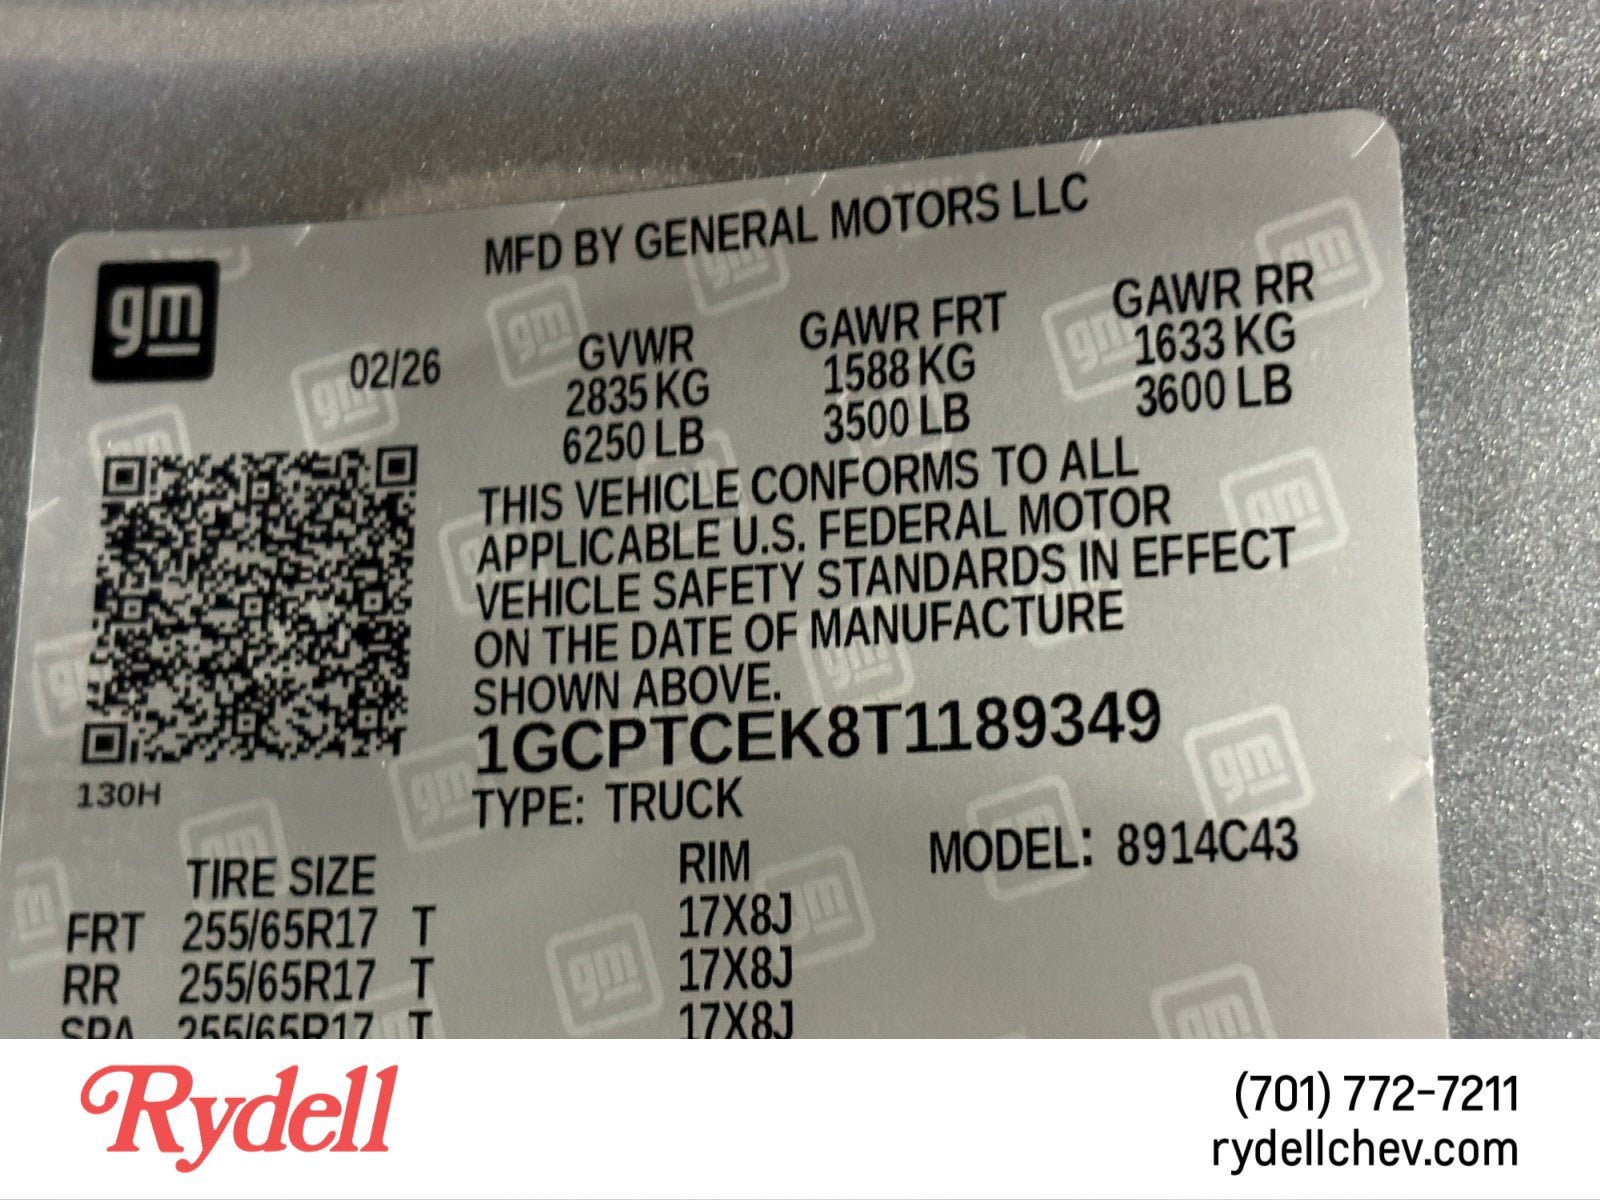 MFD BY GENERAL MOTORS LLC
gm
02/26
GVWR
2835 KG
6250 LB
GAWR FRT
1588 KG
3500 LB
GAWR RR
1633 KG
3600 LB
THIS VEHICLE CONFORMS TO ALL
APPLICABLE U.S. FEDERAL MOTOR
VEHICLE SAFETY STANDARDS IN EFFECT
ON THE DATE OF MANUFACTURE
SHOWN ABOVE.
1GCPTCEK8T1189349
130H
TYPE: TRUCK
MODEL: 8914C43
TIRE SIZE RIM
FRT 255/65R17 T 17X8J
RR 255/65R17 T 17X8J
SPA 255/65R17 T 17X8J
Rydell
(701) 772-7211
rydellchev.com